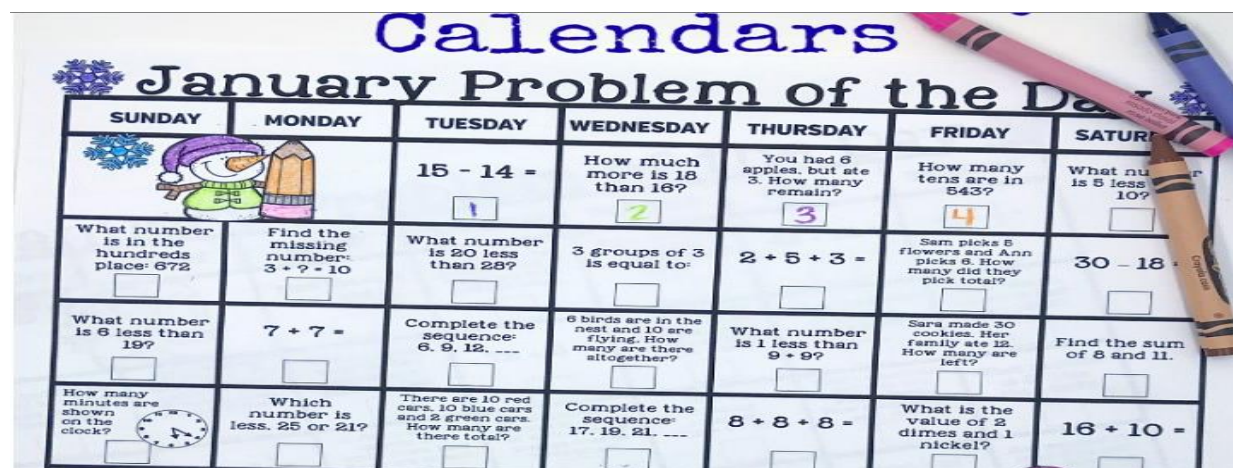 Calendars
January Problem of the Da
SUNDAY
MONDAY
TUESDAY
WEDNESDAY
THURSDAY
FRIDAY
SATUR
15 - 14 =
1
How much
more is 18
than 16?
2
You had 6
apples, but ate
3. How many
remain?
3
How many
tens are in
543?
4
What nu r
is 5 less
10?
What number
is in the
hundreds
place: 672
Find the
missing
number:
3 + ? = 10
What number
is 20 less
than 28?
3 groups of 3
is equal to:
2 + 5 + 3 =
Sam picks 5
flowers and Ann
picks 6. How
many did they
pick total?
30 - 18
What number
is 6 less than
19?
7 + 7 =
Complete the
sequence:
6, 9, 12, ___
6 birds are in the
nest and 10 are
flying. How
many are there
altogether?
What number
is 1 less than
9 + 9?
Sara made 30
cookies. Her
family ate 12.
How many are
left?
Find the sum
of 8 and 11.
How many
minutes are
shown
on the
clock?
Which
number is
less, 25 or 21?
There are 10 red
cars, 10 blue cars
and 2 green cars.
How many are
there total?
Complete the
sequence:
17, 19, 21, ___
8 + 8 + 8 =
What is the
value of 2
dimes and 1
nickel?
16 + 10 =